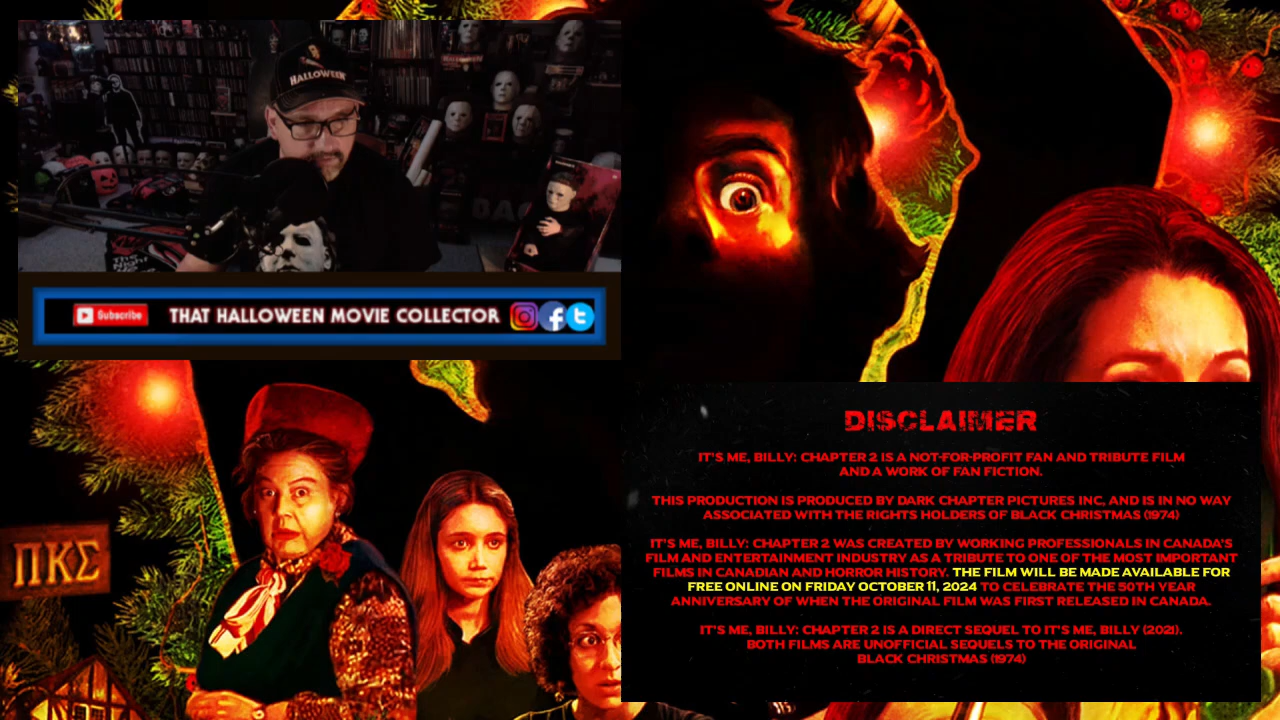 HALLOWEEN
Subscribe
THAT HALLOWEEN MOVIE COLLECTOR
ΠΚΣ
DISCLAIMER
IT'S ME, BILLY: CHAPTER 2 IS A NOT-FOR-PROFIT FAN AND TRIBUTE FILM
AND A WORK OF FAN FICTION.
THIS PRODUCTION IS PRODUCED BY DARK CHAPTER PICTURES INC, AND IS IN NO WAY
ASSOCIATED WITH THE RIGHTS HOLDERS OF BLACK CHRISTMAS (1974)
IT'S ME, BILLY: CHAPTER 2 WAS CREATED BY WORKING PROFESSIONALS IN CANADA'S
FILM AND ENTERTAINMENT INDUSTRY AS A TRIBUTE TO ONE OF THE MOST IMPORTANT
FILMS IN CANADIAN AND HORROR HISTORY. THE FILM WILL BE MADE AVAILABLE FOR
FREE ONLINE ON FRIDAY OCTOBER 11, 2024 TO CELEBRATE THE 50TH YEAR
ANNIVERSARY OF WHEN THE ORIGINAL FILM WAS FIRST RELEASED IN CANADA.
IT'S ME, BILLY: CHAPTER 2 IS A DIRECT SEQUEL TO IT'S ME, BILLY (2021).
BOTH FILMS ARE UNOFFICIAL SEQUELS TO THE ORIGINAL
BLACK CHRISTMAS (1974)